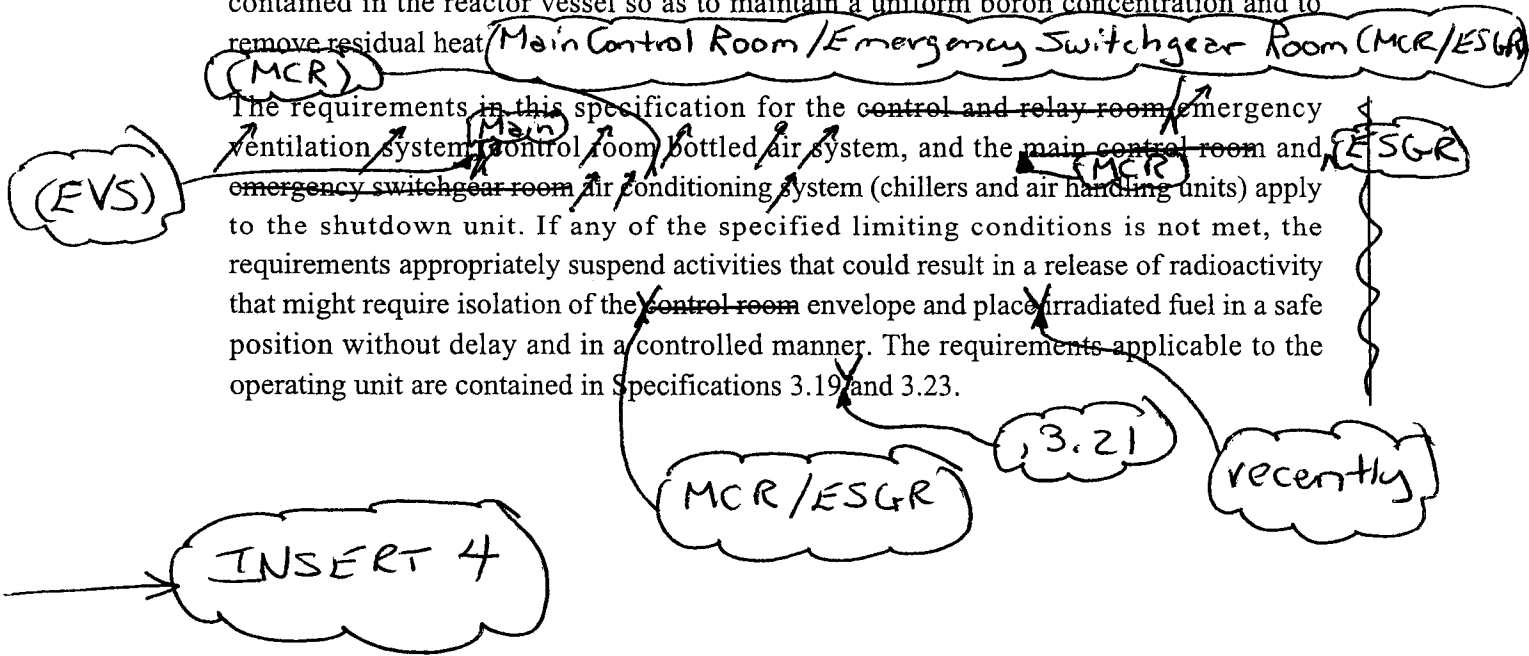 contained in the reactor vessel so as to maintain a uniform boron concentration and to
remove residual heat
Main Control Room/Emergency Switchgear Room (MCR/ESGR)
(MCR)
The requirements in this specification for the control and relay room emergency
Main
ventilation system, control room bottled air system, and the main control room and
ESGR
(EVS)
MCR
emergency switchgear room air conditioning system (chillers and air handling units) apply
to the shutdown unit. If any of the specified limiting conditions is not met, the
requirements appropriately suspend activities that could result in a release of radioactivity
that might require isolation of the control room envelope and place irradiated fuel in a safe
position without delay and in a controlled manner. The requirements applicable to the
operating unit are contained in Specifications 3.19 and 3.23.
, 3.21
recently
MCR/ESGR
INSERT 4